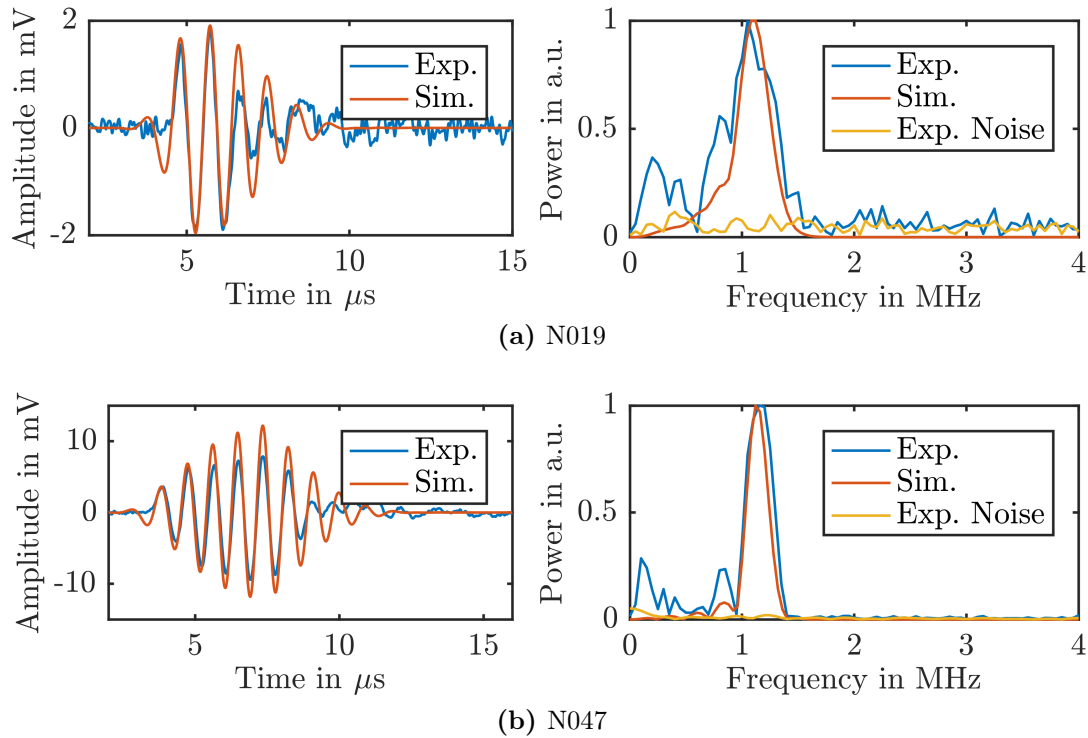 Amplitude in mV
2
0
-2
5
10
15
Time in μs
Exp.
Sim.
Power in a.u.
1
0.5
0
0
1
2
3
4
Frequency in MHz
Exp.
Sim.
Exp. Noise
(a) N019
Amplitude in mV
10
0
-10
5
10
15
Time in μs
Exp.
Sim.
Power in a.u.
1
0.5
0
0
1
2
3
4
Frequency in MHz
Exp.
Sim.
Exp. Noise
(b) N047